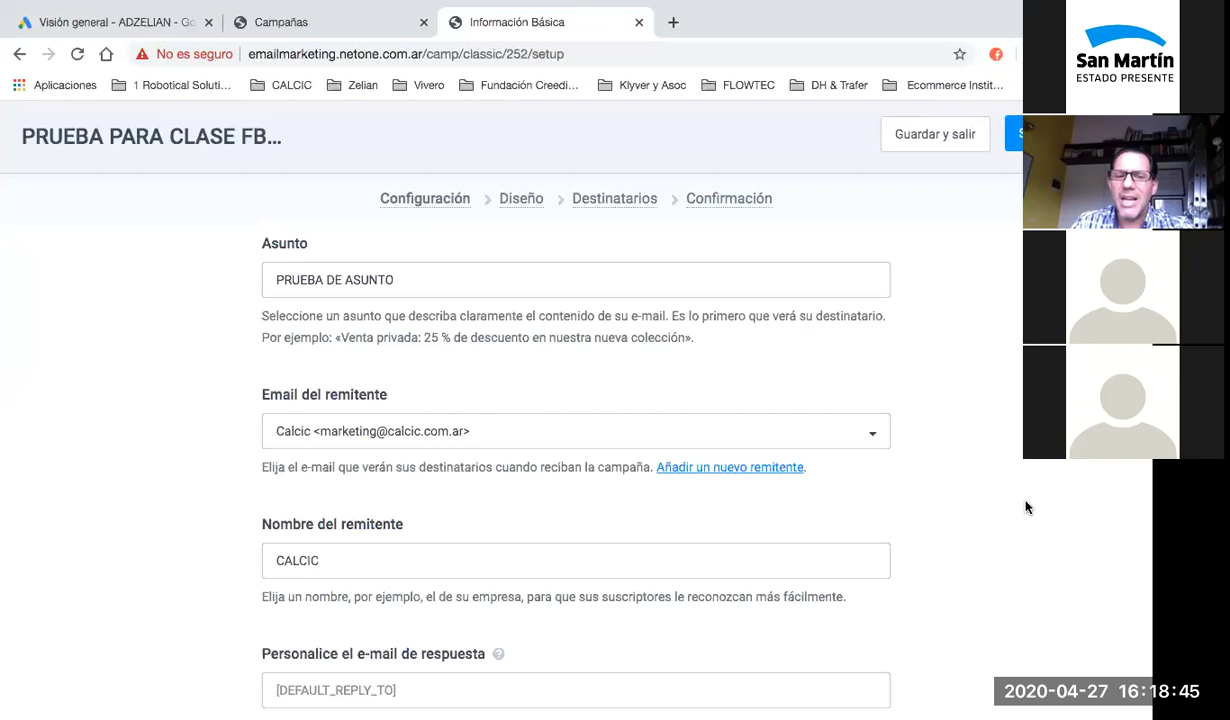 Visión general - ADZELIAN - Go
Campañas
Información Básica
No es seguro
emailmarketing.netone.com.ar/camp/classic/252/setup
Aplicaciones
1 Robotical Soluti...
CALCIC
Zelian
Vivero
Fundación Creedi...
Klyver y Asoc
FLOWTEC
DH & Trafer
Ecommerce Instit...
San Martín
ESTADO PRESENTE
PRUEBA PARA CLASE FB...
Guardar y salir
Configuración
Diseño
Destinatarios
Confirmación
Asunto
PRUEBA DE ASUNTO
Seleccione un asunto que describa claramente el contenido de su e-mail. Es lo primero que verá su destinatario.
Por ejemplo: «Venta privada: 25 % de descuento en nuestra nueva colección».
Email del remitente
Calcic <marketing@calcic.com.ar>
Elija el e-mail que verán sus destinatarios cuando reciban la campaña. Añadir un nuevo remitente.
Nombre del remitente
CALCIC
Elija un nombre, por ejemplo, el de su empresa, para que sus suscriptores le reconozcan más fácilmente.
Personalice el e-mail de respuesta
[DEFAULT_REPLY_TO]
2020-04-27 16:18:45